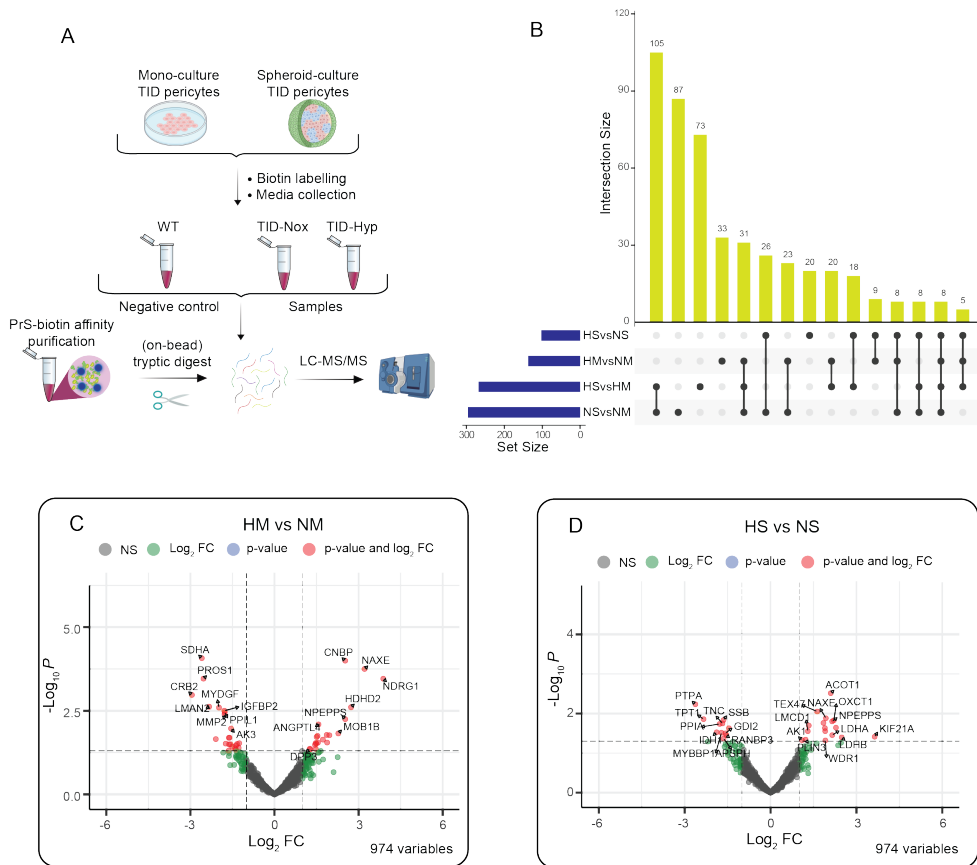 A
Mono-culture
TID pericytes
Spheroid-culture
TID pericytes
• Biotin labelling
• Media collection
WT
TID-Nox
TID-Hyp
Negative control
Samples
PrS-biotin affinity
purification
(on-bead)
tryptic digest
LC-MS/MS
B
Intersection Size
120
90
60
30
0
105
87
73
33
31
26
23
20
20
18
9
8
8
8
5
HSvsNS
HMvsNM
HSvsHM
NSvsNM
300
200
100
0
Set Size
C
HM vs NM
NS
Log2 FC
p-value
p-value and log2 FC
-Log10 P
5.0
2.5
0.0
SDHA
PROS1
CRB2
MYDGF
LMAN2
IGFBP2
MMP2
PPIL1
AK3
CNBP
NAXE
NDRG1
HDHD2
NPEPPS
ANGPTL4
MOB1B
DPP3
-6
-3
0
3
6
Log2 FC
974 variables
D
HS vs NS
NS
Log2 FC
p-value
p-value and log2 FC
-Log10 P
4
2
0
PTPA
TPT1
TNC
SSB
PPIA
GDI2
IDH1
RANBP3
MYBBP1A
PSPH
ACOT1
TEX47
NAXE
OXCT1
LMCD1
NPEPPS
AK1
LDHA
KIF21A
PLIN3
LDHB
WDR1
-6
-3
0
3
6
Log2 FC
974 variables